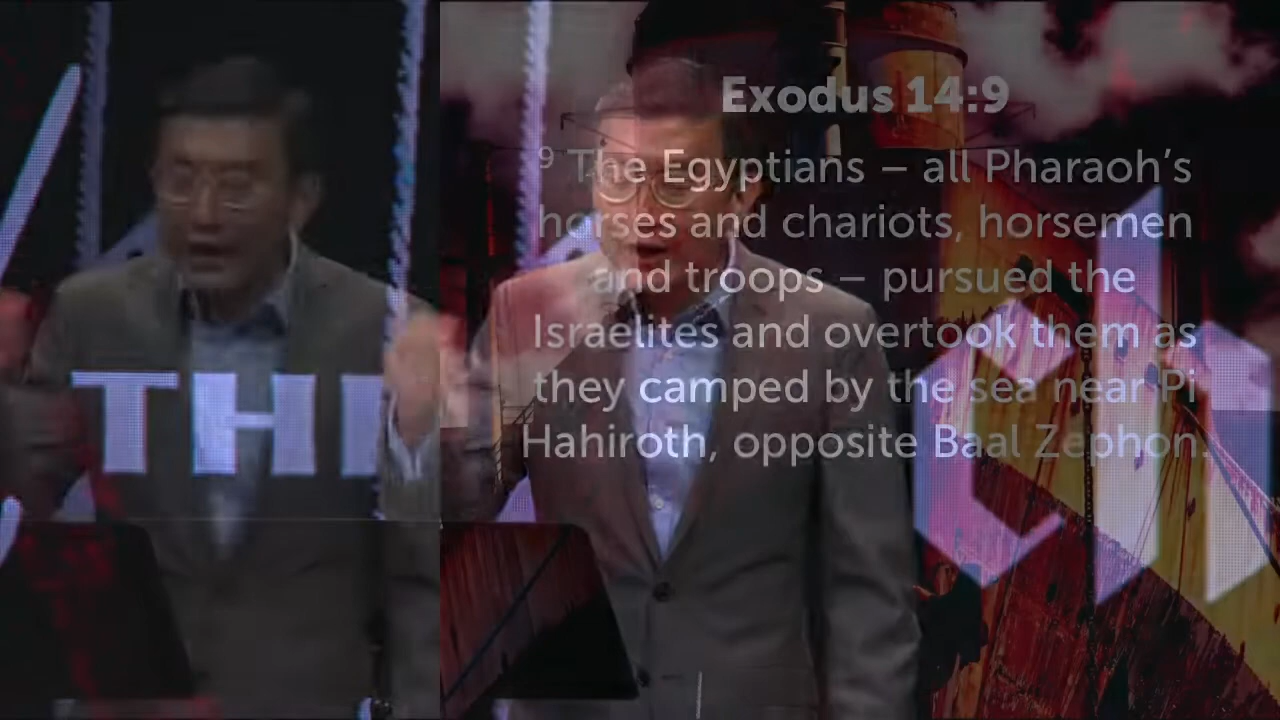 Exodus 14:9
9 The Egyptians – all Pharaoh's
horses and chariots, horsemen
and troops – pursued the
Israelites and overtook them as
they camped by the sea near Pi
Hahiroth, opposite Baal Zephon.
TH